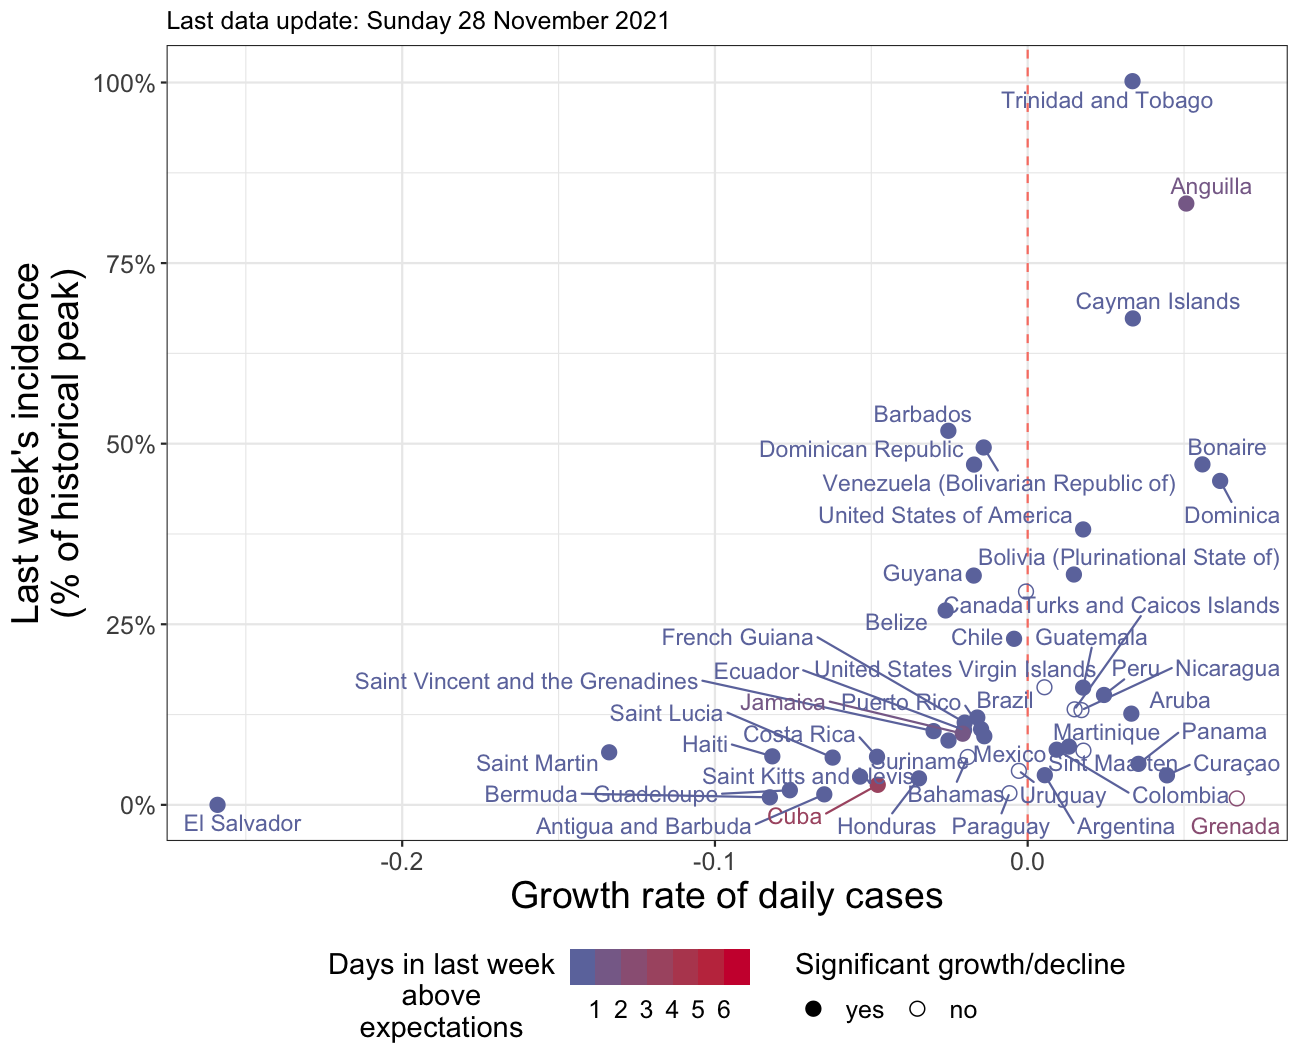 Last data update: Sunday 28 November 2021
Last week's incidence
(% of historical peak)
100%
75%
50%
25%
0%
Trinidad and Tobago
Anguilla
Cayman Islands
Barbados
Dominican Republic
Bonaire
Venezuela (Bolivarian Republic of)
United States of America
Dominica
Bolivia (Plurinational State of)
Guyana
Canada
Turks and Caicos Islands
Belize
French Guiana
Chile
Guatemala
Ecuador
United States Virgin Islands
Peru
Nicaragua
Saint Vincent and the Grenadines
Jamaica
Puerto Rico
Brazil
Aruba
Saint Lucia
Costa Rica
Martinique
Panama
Haiti
Saint Martin
Suriname
Mexico
Sint Maarten
Curaçao
Saint Kitts and Nevis
Bermuda
Guadeloupe
Bahamas
Uruguay
Colombia
El Salvador
Antigua and Barbuda
Cuba
Honduras
Paraguay
Argentina
Grenada
-0.2
-0.1
0.0
Growth rate of daily cases
Days in last week
above
expectations
1 2 3 4 5 6
Significant growth/decline
yes
no